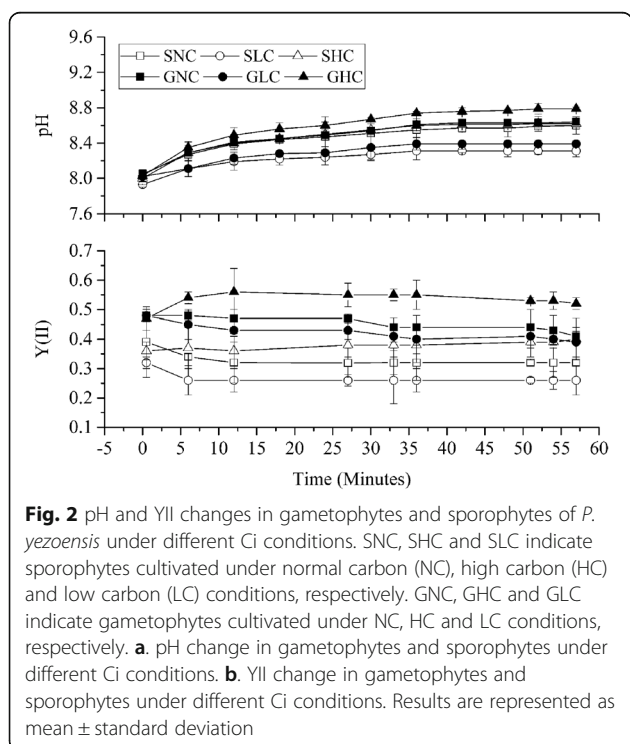 9.6
9.2
8.8
8.4
8.0
7.6
pH
SNC SLC SHC
GNC GLC GHC
0.7
0.6
0.5
0.4
0.3
0.2
0.1
Y(II)
-5 0 5 10 15 20 25 30 35 40 45 50 55 60
Time (Minutes)
Fig. 2 pH and YII changes in gametophytes and sporophytes of P.
yezoensis under different Ci conditions. SNC, SHC and SLC indicate
sporophytes cultivated under normal carbon (NC), high carbon (HC)
and low carbon (LC) conditions, respectively. GNC, GHC and GLC
indicate gametophytes cultivated under NC, HC and LC conditions,
respectively. a. pH change in gametophytes and sporophytes under
different Ci conditions. b. YII change in gametophytes and
sporophytes under different Ci conditions. Results are represented as
mean ± standard deviation